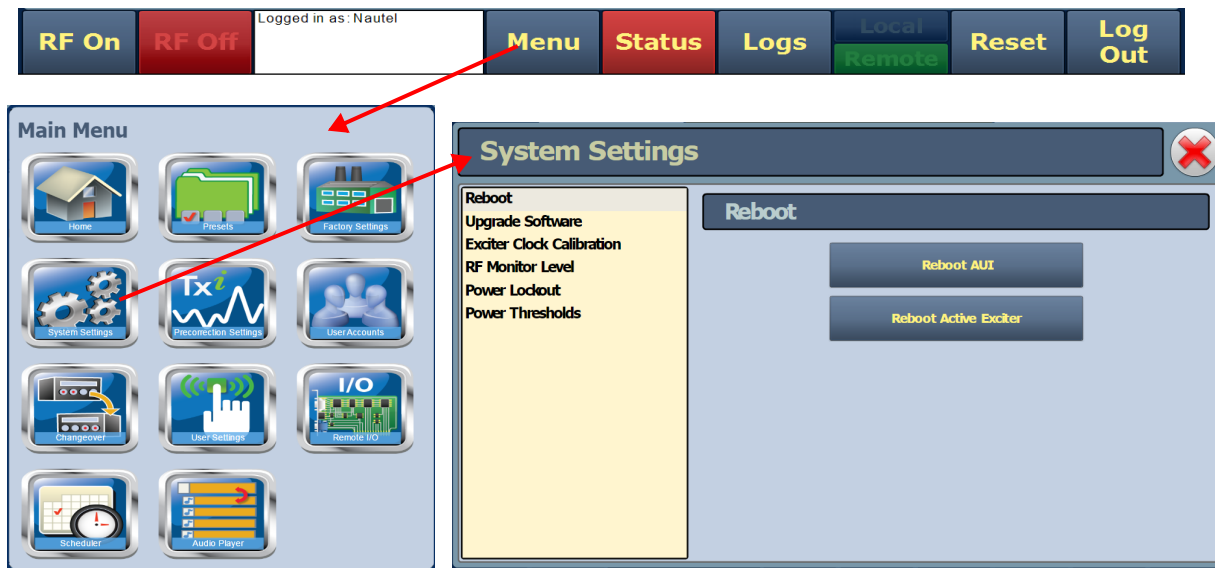 RF On
RF Off
Logged in as: Nautel
Menu
Status
Logs
Local
Remote
Reset
Log
Out
Main Menu
Home
Presets
Factory Settings
System Settings
Txi
Precorrection Settings
User Accounts
Changeover
User Settings
I/O
Remote I/O
Scheduler
Audio Player
System Settings
Reboot
Upgrade Software
Exciter Clock Calibration
RF Monitor Level
Power Lockout
Power Thresholds
Reboot
Reboot AUI
Reboot Active Exciter